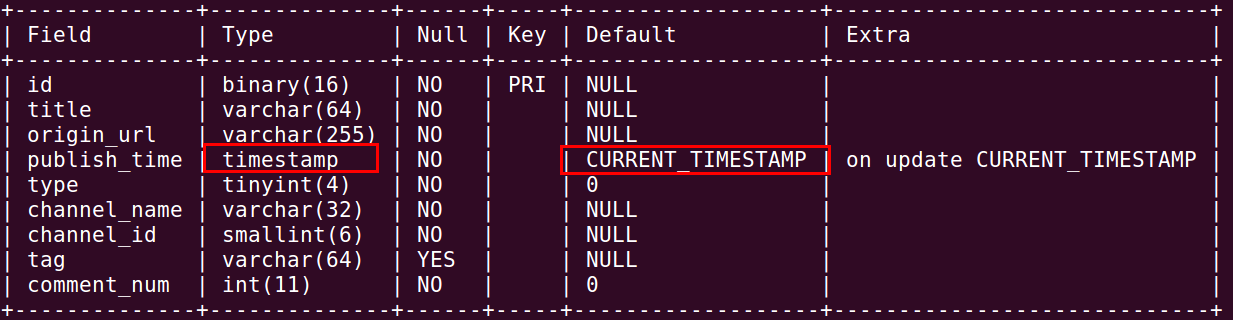 +--------------+--------------+------+-----+-------------------+-----------------------------+
| Field        | Type         | Null | Key | Default           | Extra                       |
+--------------+--------------+------+-----+-------------------+-----------------------------+
| id           | binary(16)   | NO   | PRI | NULL              |                             |
| title        | varchar(64)  | NO   |     | NULL              |                             |
| origin_url   | varchar(255) | NO   |     | NULL              |                             |
| publish_time | timestamp    | NO   |     | CURRENT_TIMESTAMP | on update CURRENT_TIMESTAMP |
| type         | tinyint(4)   | NO   |     | 0                 |                             |
| channel_name | varchar(32)  | NO   |     | NULL              |                             |
| channel_id   | smallint(6)  | NO   |     | NULL              |                             |
| tag          | varchar(64)  | YES  |     | NULL              |                             |
| comment_num  | int(11)      | NO   |     | 0                 |                             |
+--------------+--------------+------+-----+-------------------+-----------------------------+